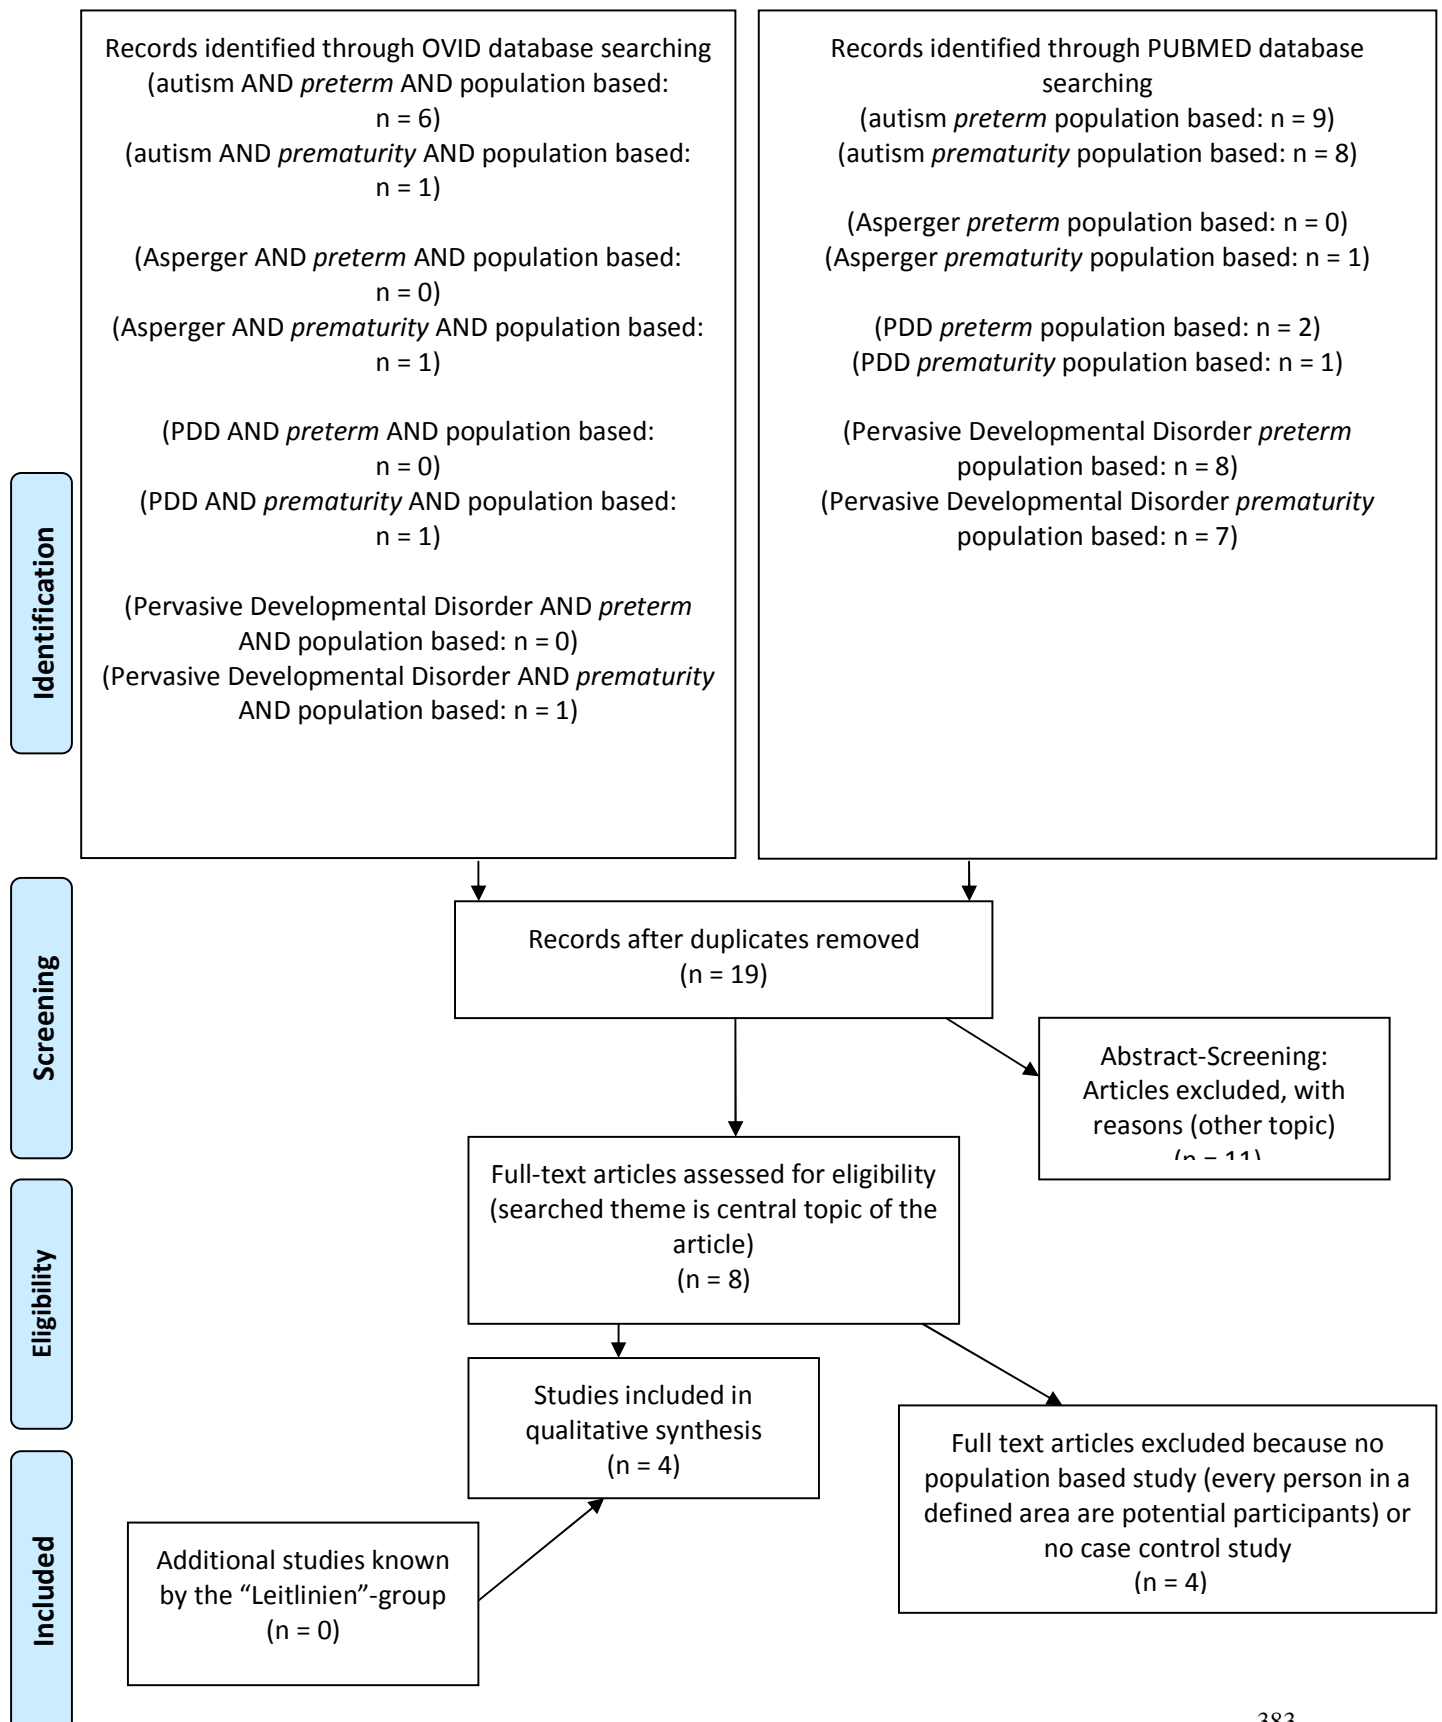 Records identified through OVID database searching
(autism AND preterm AND population based:
n = 6)
(autism AND prematurity AND population based:
n = 1)
(Asperger AND preterm AND population based:
n = 0)
(Asperger AND prematurity AND population based:
n = 1)
(PDD AND preterm AND population based:
n = 0)
(PDD AND prematurity AND population based:
n = 1)
(Pervasive Developmental Disorder AND preterm
AND population based: n = 0)
(Pervasive Developmental Disorder AND prematurity
AND population based: n = 1)
Records identified through PUBMED database
searching
(autism preterm population based: n = 9)
(autism prematurity population based: n = 8)
(Asperger preterm population based: n = 0)
(Asperger prematurity population based: n = 1)
(PDD preterm population based: n = 2)
(PDD prematurity population based: n = 1)
(Pervasive Developmental Disorder preterm
population based: n = 8)
(Pervasive Developmental Disorder prematurity
population based: n = 7)
Identification
Records after duplicates removed
(n = 19)
Screening
Abstract-Screening:
Articles excluded, with
reasons (other topic)
(n = 11)
Full-text articles assessed for eligibility
(searched theme is central topic of the
article)
(n = 8)
Eligibility
Studies included in
qualitative synthesis
(n = 4)
Full text articles excluded because no
population based study (every person in a
defined area are potential participants) or
no case control study
(n = 4)
Included
Additional studies known
by the “Leitlinien”-group
(n = 0)
383